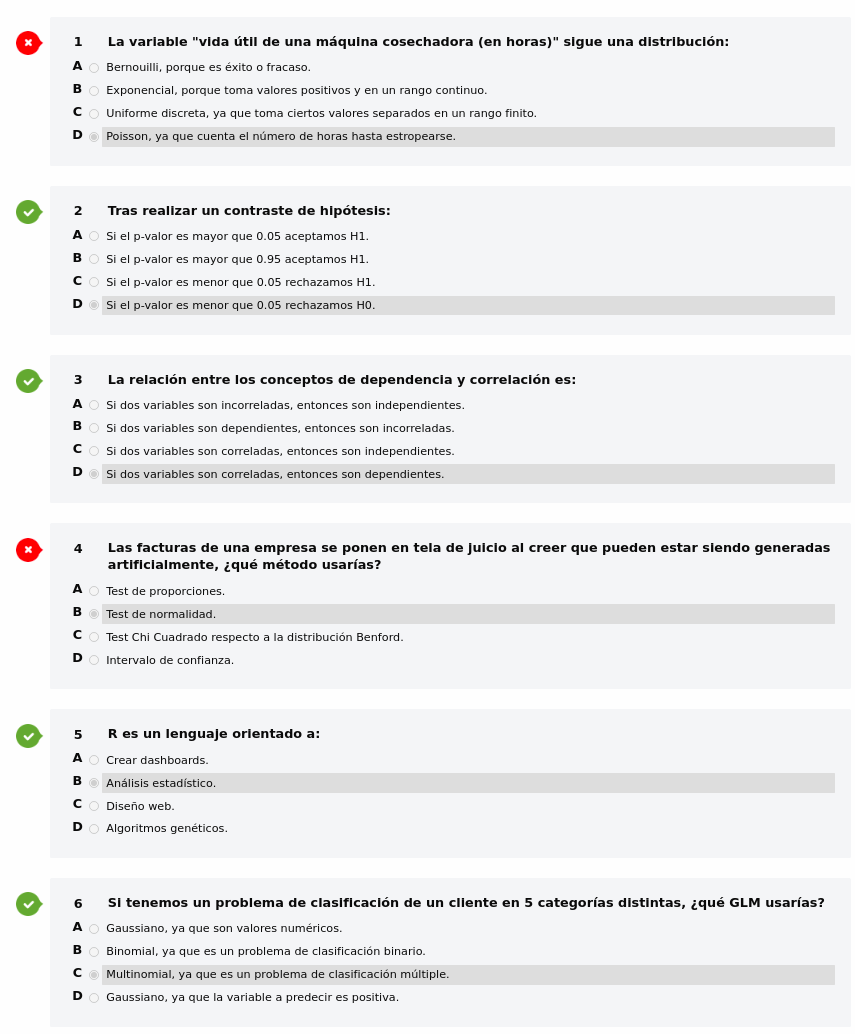 1 La variable "vida útil de una máquina cosechadora (en horas)" sigue una distribución:
A Bernouilli, porque es éxito o fracaso.
B Exponencial, porque toma valores positivos y en un rango continuo.
C Uniforme discreta, ya que toma ciertos valores separados en un rango finito.
D Poisson, ya que cuenta el número de horas hasta estropearse.
2 Tras realizar un contraste de hipótesis:
A Si el p-valor es mayor que 0.05 aceptamos H1.
B Si el p-valor es mayor que 0.95 aceptamos H1.
C Si el p-valor es menor que 0.05 rechazamos H1.
D Si el p-valor es menor que 0.05 rechazamos H0.
3 La relación entre los conceptos de dependencia y correlación es:
A Si dos variables son incorreladas, entonces son independientes.
B Si dos variables son dependientes, entonces son incorreladas.
C Si dos variables son correladas, entonces son independientes.
D Si dos variables son correladas, entonces son dependientes.
4 Las facturas de una empresa se ponen en tela de juicio al creer que pueden estar siendo generadas
artificialmente, ¿qué método usarías?
A Test de proporciones.
B Test de normalidad.
C Test Chi Cuadrado respecto a la distribución Benford.
D Intervalo de confianza.
5 R es un lenguaje orientado a:
A Crear dashboards.
B Análisis estadístico.
C Diseño web.
D Algoritmos genéticos.
6 Si tenemos un problema de clasificación de un cliente en 5 categorías distintas, ¿qué GLM usarías?
A Gaussiano, ya que son valores numéricos.
B Binomial, ya que es un problema de clasificación binario.
C Multinomial, ya que es un problema de clasificación múltiple.
D Gaussiano, ya que la variable a predecir es positiva.